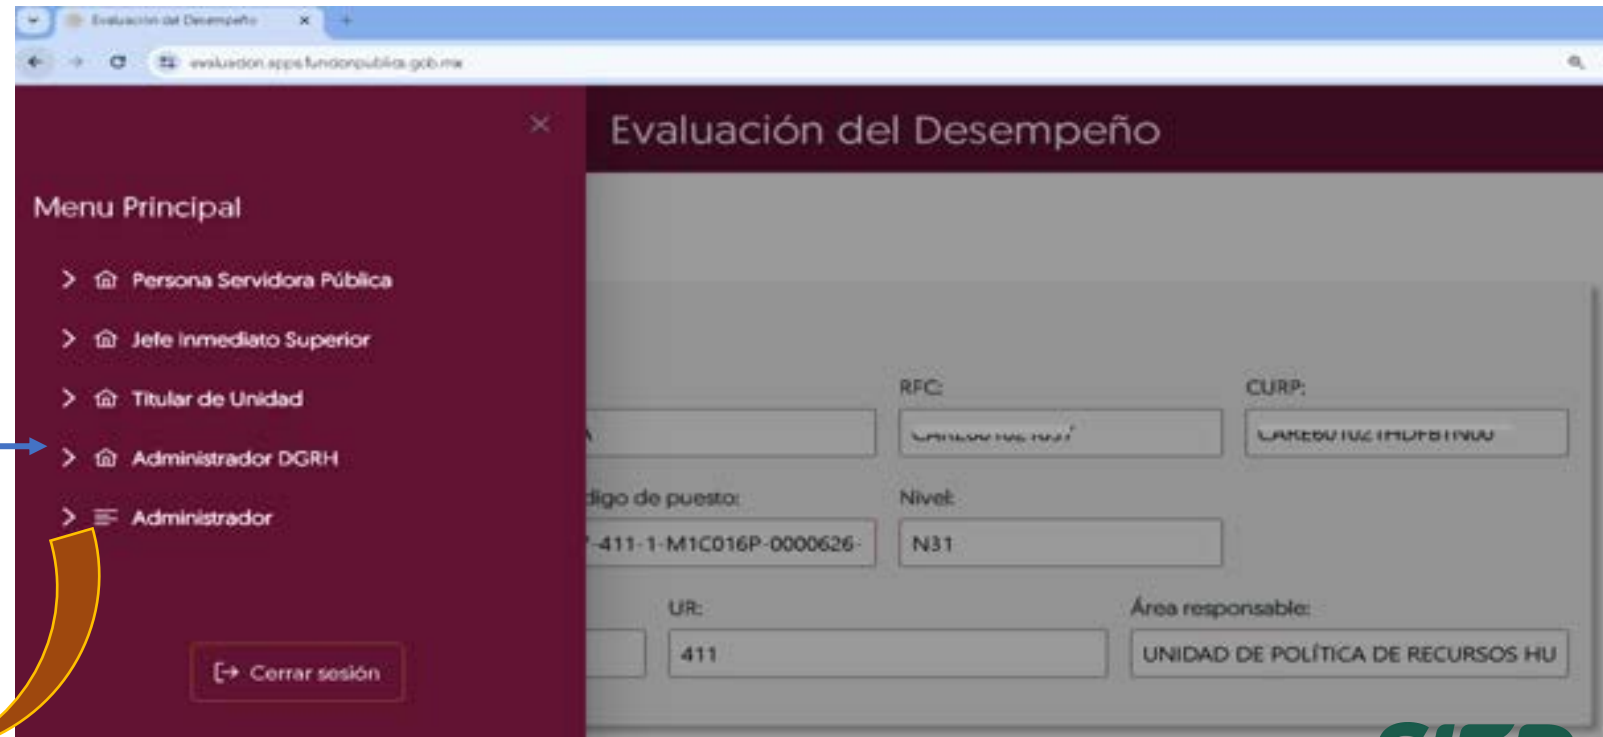 Evaluación del Desempeño
evaluacion.apps.funcionpublica.gob.mx
Evaluación del Desempeño
Menu Principal
Persona Servidora Pública
Jefe Inmediato Superior
Titular de Unidad
Administrador DGRH
Administrador
Cerrar sesión
RFC:
CURP:
digo de puesto:
Nivel:
-411-1-M1C016P-0000626-
N31
UR:
Área responsable:
411
UNIDAD DE POLÍTICA DE RECURSOS HU